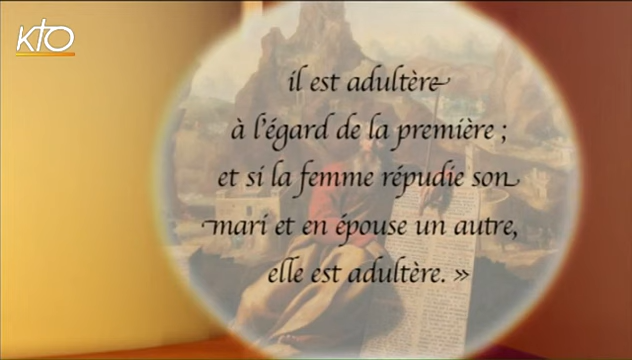 KTO
il est adultère
à l'égard de la première ;
et si la femme répudie son
mari et en épouse un autre,
elle est adultère. »